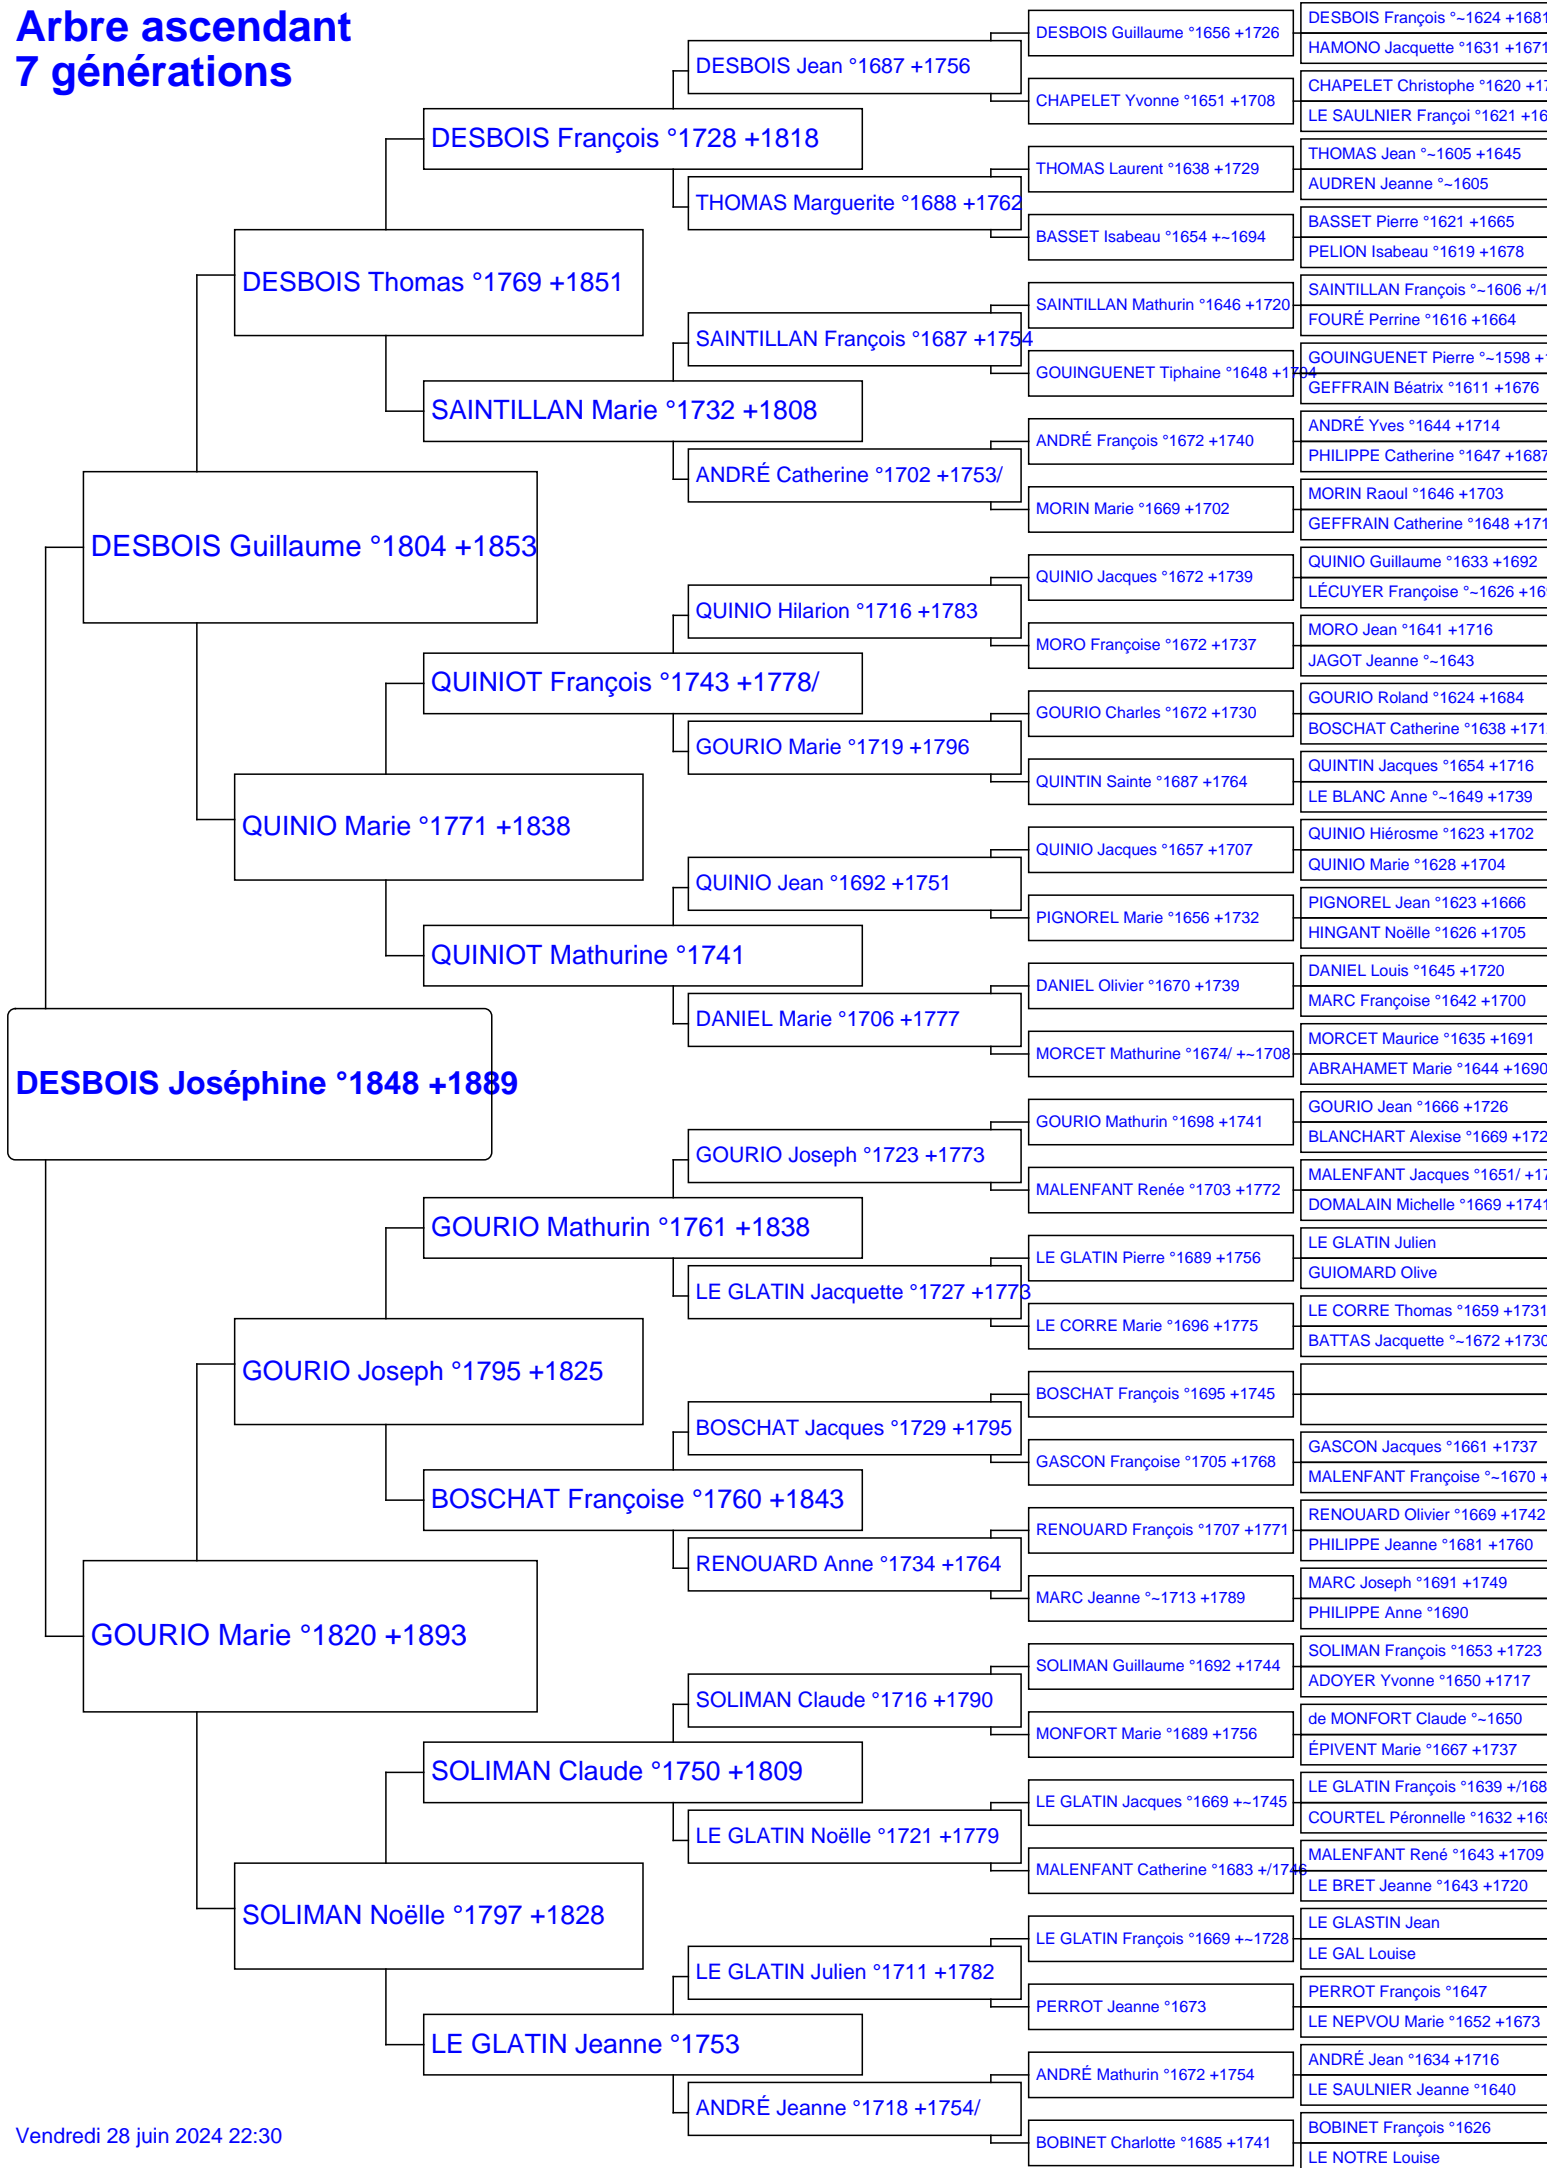 Arbre ascendant
7 générations
DESBOIS Joséphine °1848 +1889
DESBOIS Guillaume °1804 +1853
GOURIO Marie °1820 +1893
DESBOIS Thomas °1769 +1851
QUINIO Marie °1771 +1838
GOURIO Joseph °1795 +1825
SOLIMAN Noëlle °1797 +1828
DESBOIS François °1728 +1818
SAINTILLAN Marie °1732 +1808
QUINIOT François °1743 +1778/
QUINIOT Mathurine °1741
GOURIO Mathurin °1761 +1838
BOSCHAT Françoise °1760 +1843
SOLIMAN Claude °1750 +1809
LE GLATIN Jeanne °1753
DESBOIS Jean °1687 +1756
THOMAS Marguerite °1688 +1762
SAINTILLAN François °1687 +1754
ANDRÉ Catherine °1702 +1753/
QUINIO Hilarion °1716 +1783
GOURIO Marie °1719 +1796
QUINIO Jean °1692 +1751
DANIEL Marie °1706 +1777
GOURIO Joseph °1723 +1773
LE GLATIN Jacquette °1727 +1773
BOSCHAT Jacques °1729 +1795
RENOUARD Anne °1734 +1764
SOLIMAN Claude °1716 +1790
LE GLATIN Noëlle °1721 +1779
LE GLATIN Julien °1711 +1782
ANDRÉ Jeanne °1718 +1754/
DESBOIS Guillaume °1656 +1726
CHAPELET Yvonne °1651 +1708
THOMAS Laurent °1638 +1729
BASSET Isabeau °1654 +~1694
SAINTILLAN Mathurin °1646 +1720
GOUINGUENET Tiphaine °1648 +1704
ANDRÉ François °1672 +1740
MORIN Marie °1669 +1702
QUINIO Jacques °1672 +1739
MORO Françoise °1672 +1737
GOURIO Charles °1672 +1730
QUINTIN Sainte °1687 +1764
QUINIO Jacques °1657 +1707
PIGNOREL Marie °1656 +1732
DANIEL Olivier °1670 +1739
MORCET Mathurine °1674/ +~1708
GOURIO Mathurin °1698 +1741
MALENFANT Renée °1703 +1772
LE GLATIN Pierre °1689 +1756
LE CORRE Marie °1696 +1775
BOSCHAT François °1695 +1745
GASCON Françoise °1705 +1768
RENOUARD François °1707 +1771
MARC Jeanne °~1713 +1789
SOLIMAN Guillaume °1692 +1744
MONFORT Marie °1689 +1756
LE GLATIN Jacques °1669 +~1745
MALENFANT Catherine °1683 +/1746
LE GLATIN François °1669 +~1728
PERROT Jeanne °1673
ANDRÉ Mathurin °1672 +1754
BOBINET Charlotte °1685 +1741
DESBOIS François °~1624 +1681
HAMONO Jacquette °1631 +1671
CHAPELET Christophe °1620 +17
LE SAULNIER Françoi °1621 +16
THOMAS Jean °~1605 +1645
AUDREN Jeanne °~1605
BASSET Pierre °1621 +1665
PELION Isabeau °1619 +1678
SAINTILLAN François °~1606 +/1
FOURÉ Perrine °1616 +1664
GOUINGUENET Pierre °~1598 +1
GEFFRAIN Béatrix °1611 +1676
ANDRÉ Yves °1644 +1714
PHILIPPE Catherine °1647 +1687
MORIN Raoul °1646 +1703
GEFFRAIN Catherine °1648 +171
QUINIO Guillaume °1633 +1692
LÉCUYER Françoise °~1626 +169
MORO Jean °1641 +1716
JAGOT Jeanne °~1643
GOURIO Roland °1624 +1684
BOSCHAT Catherine °1638 +171
QUINTIN Jacques °1654 +1716
LE BLANC Anne °~1649 +1739
QUINIO Hiérosme °1623 +1702
QUINIO Marie °1628 +1704
PIGNOREL Jean °1623 +1666
HINGANT Noëlle °1626 +1705
DANIEL Louis °1645 +1720
MARC Françoise °1642 +1700
MORCET Maurice °1635 +1691
ABRAHAMET Marie °1644 +1690
GOURIO Jean °1666 +1726
BLANCHART Alexise °1669 +172
MALENFANT Jacques °1651/ +17
DOMALAIN Michelle °1669 +1741
LE GLATIN Julien
GUIOMARD Olive
LE CORRE Thomas °1659 +1731
BATTAS Jacquette °~1672 +1730
GASCON Jacques °1661 +1737
MALENFANT Françoise °~1670 +
RENOUARD Olivier °1669 +1742
PHILIPPE Jeanne °1681 +1760
MARC Joseph °1691 +1749
PHILIPPE Anne °1690
SOLIMAN François °1653 +1723
ADOYER Yvonne °1650 +1717
de MONFORT Claude °~1650
ÉPIVENT Marie °1667 +1737
LE GLATIN François °1639 +/168
COURTEL Péronnelle °1632 +169
MALENFANT René °1643 +1709
LE BRET Jeanne °1643 +1720
LE GLASTIN Jean
LE GAL Louise
PERROT François °1647
LE NEPVOU Marie °1652 +1673
ANDRÉ Jean °1634 +1716
LE SAULNIER Jeanne °1640
BOBINET François °1626
LE NOTRE Louise
Vendredi 28 juin 2024 22:30